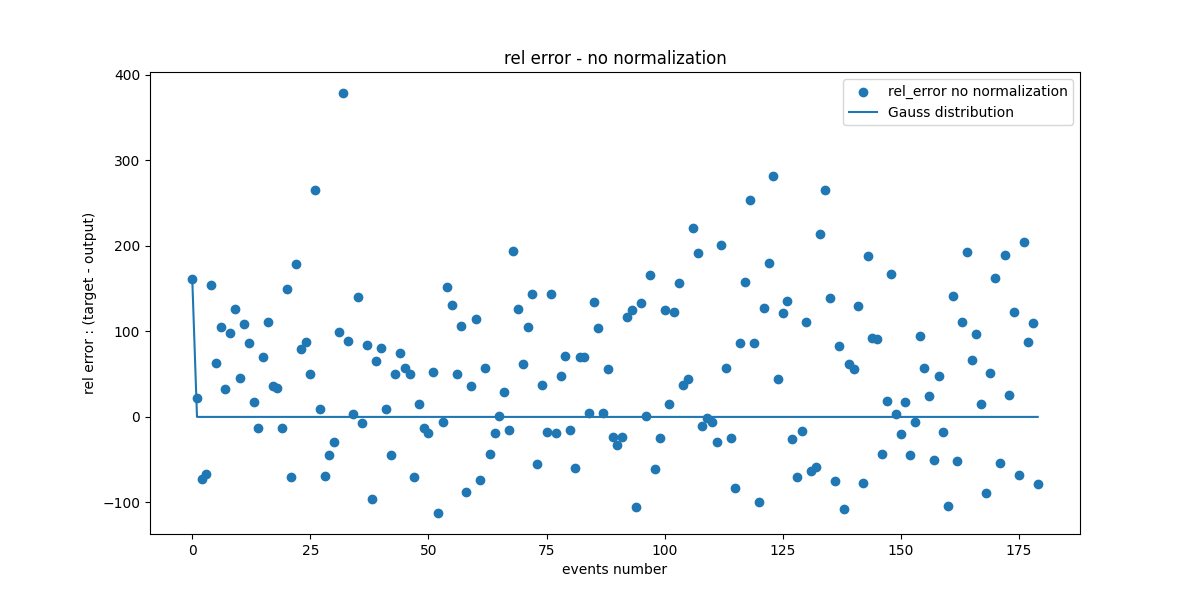 rel error - no normalization
rel_error no normalization
Gauss distribution
rel error : (target - output)
400
300
200
100
0
−100
0
25
50
75
100
125
150
175
events number